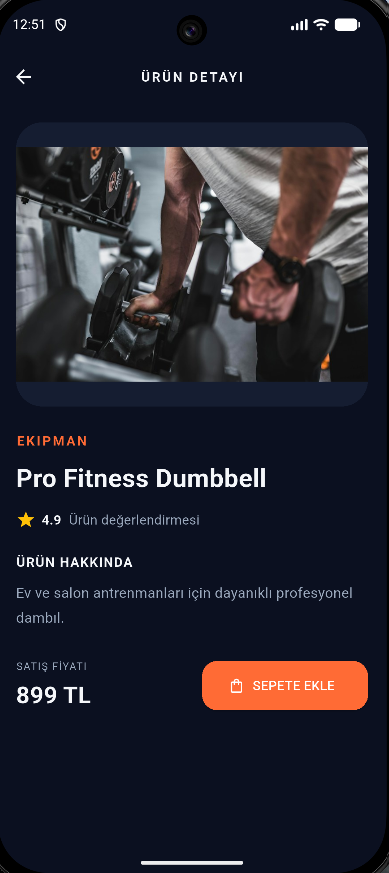 12:51
ÜRÜN DETAYI
EKIPMAN
Pro Fitness Dumbbell
4.9 Ürün değerlendirmesi
ÜRÜN HAKKINDA
Ev ve salon antrenmanları için dayanıklı profesyonel
dambıl.
SATIŞ FİYATI
899 TL
SEPETE EKLE